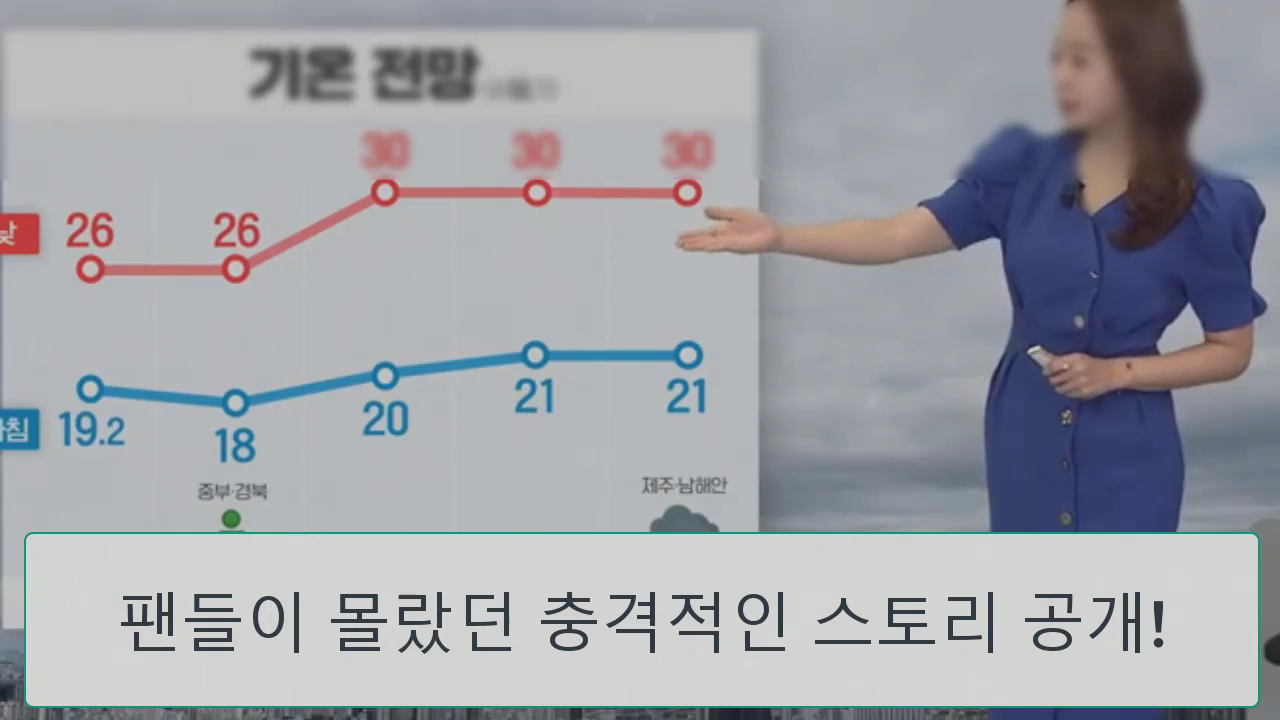 기온 전망
30 30 30
낮 26 26
19.2 18 20 21 21
중부·경북 제주·남해안
팬들이 몰랐던 충격적인 스토리 공개!